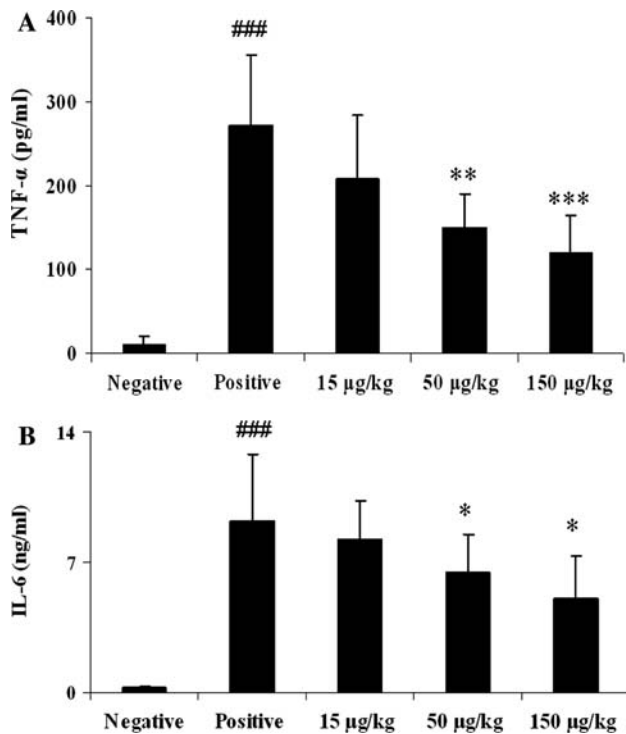 A
400
###
300
TNF-α (pg/ml)
200
**
***
100
0
Negative Positive 15 µg/kg 50 µg/kg 150 µg/kg
B
14
###
IL-6 (ng/ml)
*
*
7
0
Negative Positive 15 µg/kg 50 µg/kg 150 µg/kg